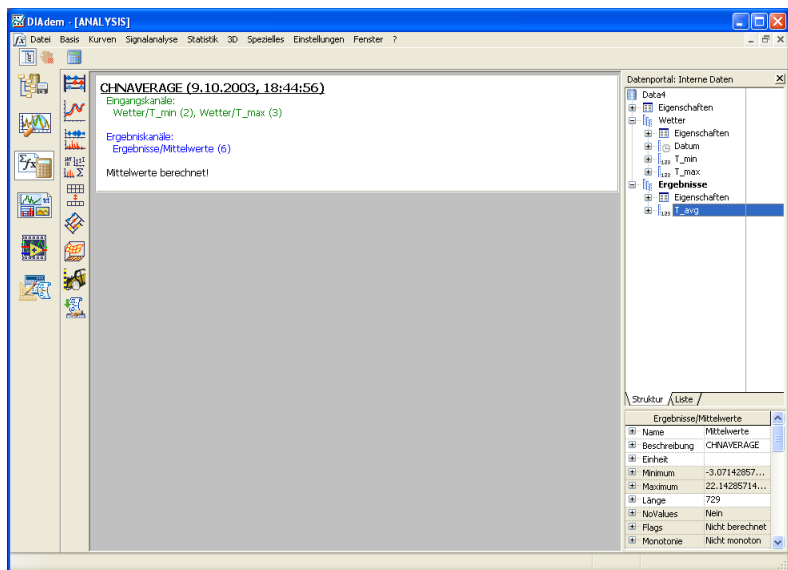 DIAdem - [ANALYSIS]
Datei Basis Kurven Signalanalyse Statistik 3D Spezielles Einstellungen Fenster ?
CHNAVERAGE (9.10.2003, 18:44:56)
Eingangskanäle:
Wetter/T_min (2), Wetter/T_max (3)
Ergebniskanäle:
Ergebnisse/Mittelwerte (6)
Mittelwerte berechnet!
Datenportal: Interne Daten
Data4
Eigenschaften
Wetter
Eigenschaften
Datum
T_min
T_max
Ergebnisse
Eigenschaften
T_avg
Struktur Liste
Ergebnisse/Mittelwerte
Name Mittelwerte
Beschreibung CHNAVERAGE
Einheit
Minimum -3.07142857...
Maximum 22.14285714...
Länge 729
NoValues Nein
Flags Nicht berechnet
Monotonie Nicht monoton